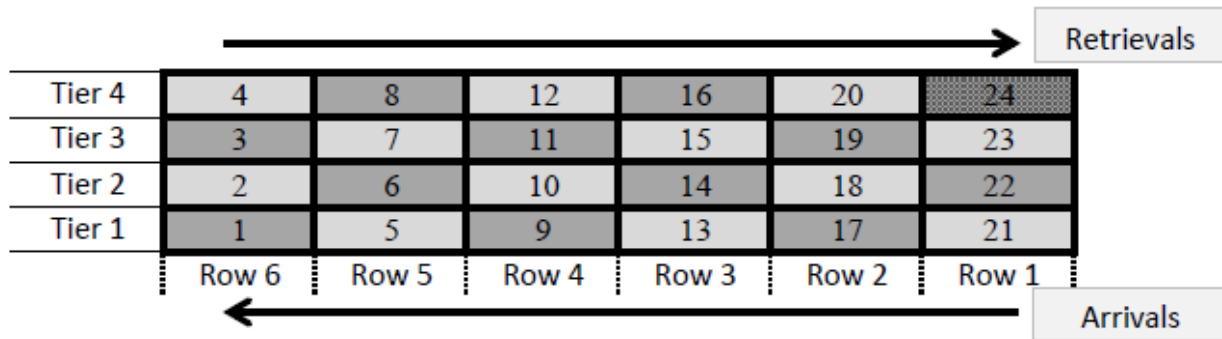 Retrievals
Tier 4 4 8 12 16 20 24
Tier 3 3 7 11 15 19 23
Tier 2 2 6 10 14 18 22
Tier 1 1 5 9 13 17 21
Row 6 Row 5 Row 4 Row 3 Row 2 Row 1
Arrivals